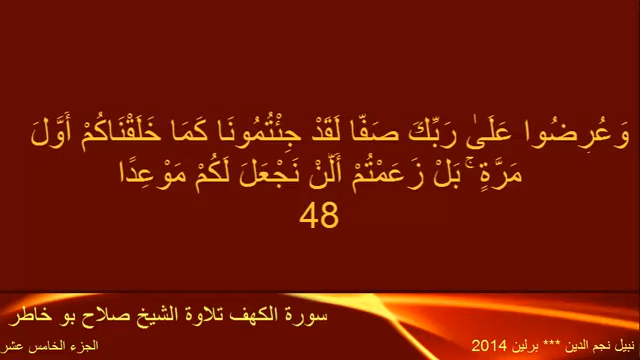 وَعُرِضُوا عَلَىٰ رَبِّكَ صَفًّا لَقَدْ جِئْتُمُونَا كَمَا خَلَقْنَاكُمْ أَوَّلَ
مَرَّةٍ ۚ بَلْ زَعَمْتُمْ أَلَّنْ نَجْعَلَ لَكُمْ مَوْعِدًا
48
سورة الكهف تلاوة الشيخ صلاح بو خاطر
نبيل نجم الدين *** برلين 2014
الجزء الخامس عشر